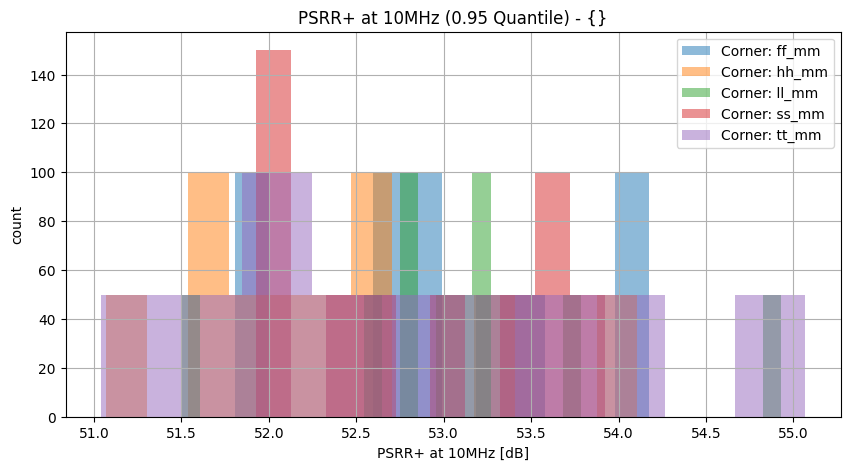 PSRR+ at 10MHz (0.95 Quantile) - {}
count
140
120
100
80
60
40
20
0
Corner: ff_mm
Corner: hh_mm
Corner: ll_mm
Corner: ss_mm
Corner: tt_mm
51.0 51.5 52.0 52.5 53.0 53.5 54.0 54.5 55.0
PSRR+ at 10MHz [dB]